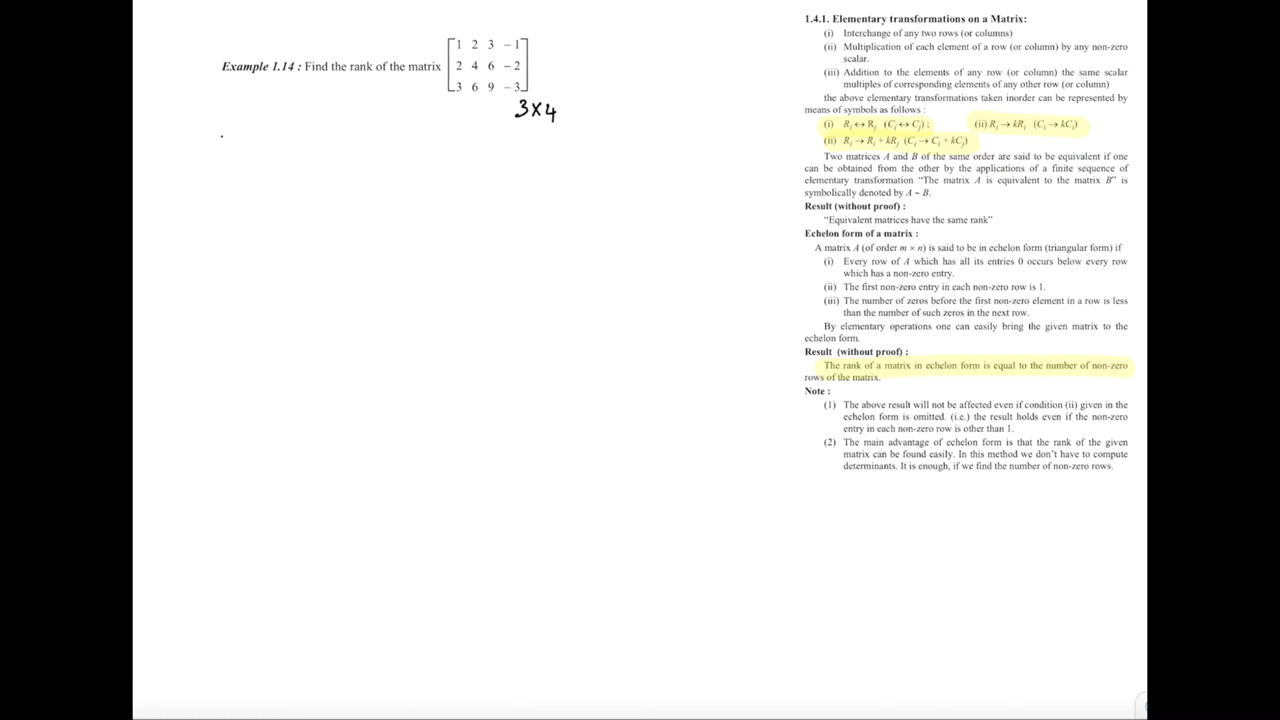 Example 1.14 : Find the rank of the matrix
1 2 3 − 1
2 4 6 − 2
3 6 9 − 3
3×4
1.4.1. Elementary transformations on a Matrix:
(i) Interchange of any two rows (or columns)
(ii) Multiplication of each element of a row (or column) by any non-zero
scalar.
(iii) Addition to the elements of any row (or column) the same scalar
multiples of corresponding elements of any other row (or column)
the above elementary transformations taken inorder can be represented by
means of symbols as follows :
(i) Rᵢ ↔ Rⱼ (Cᵢ ↔ Cⱼ) ; (ii) Rᵢ → kRᵢ (Cᵢ → kCᵢ)
(ii) Rᵢ → Rᵢ + kRⱼ (Cᵢ → Cᵢ + kCⱼ)
Two matrices A and B of the same order are said to be equivalent if one
can be obtained from the other by the applications of a finite sequence of
elementary transformation “The matrix A is equivalent to the matrix B” is
symbolically denoted by A ~ B.
Result (without proof) :
“Equivalent matrices have the same rank”
Echelon form of a matrix :
A matrix A (of order m × n) is said to be in echelon form (triangular form) if
(i) Every row of A which has all its entries 0 occurs below every row
which has a non-zero entry.
(ii) The first non-zero entry in each non-zero row is 1.
(iii) The number of zeros before the first non-zero element in a row is less
than the number of such zeros in the next row.
By elementary operations one can easily bring the given matrix to the
echelon form.
Result (without proof) :
The rank of a matrix in echelon form is equal to the number of non-zero
rows of the matrix.
Note :
(1) The above result will not be affected even if condition (ii) given in the
echelon form is omitted. (i.e.) the result holds even if the non-zero
entry in each non-zero row is other than 1.
(2) The main advantage of echelon form is that the rank of the given
matrix can be found easily. In this method we don’t have to compute
determinants. It is enough, if we find the number of non-zero rows.